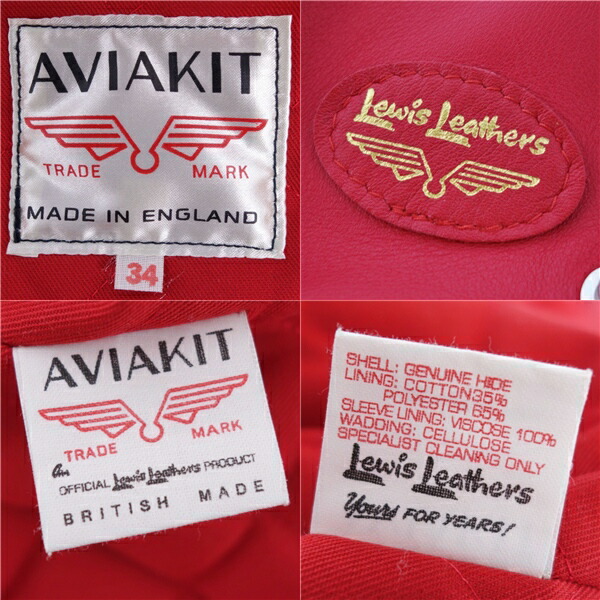 AVIAKIT
TRADE MARK
MADE IN ENGLAND
34
Lewis Leathers
AVIAKIT
TRADE MARK
An
OFFICIAL Lewis Leathers PRODUCT
BRITISH MADE
SHELL: GENUINE HIDE
LINING: COTTON 35%
POLYESTER 65%
SLEEVE LINING: VISCOSE 100%
WADDING: CELLULOSE
SPECIALIST CLEANING ONLY
Lewis Leathers
Yours FOR YEARS!